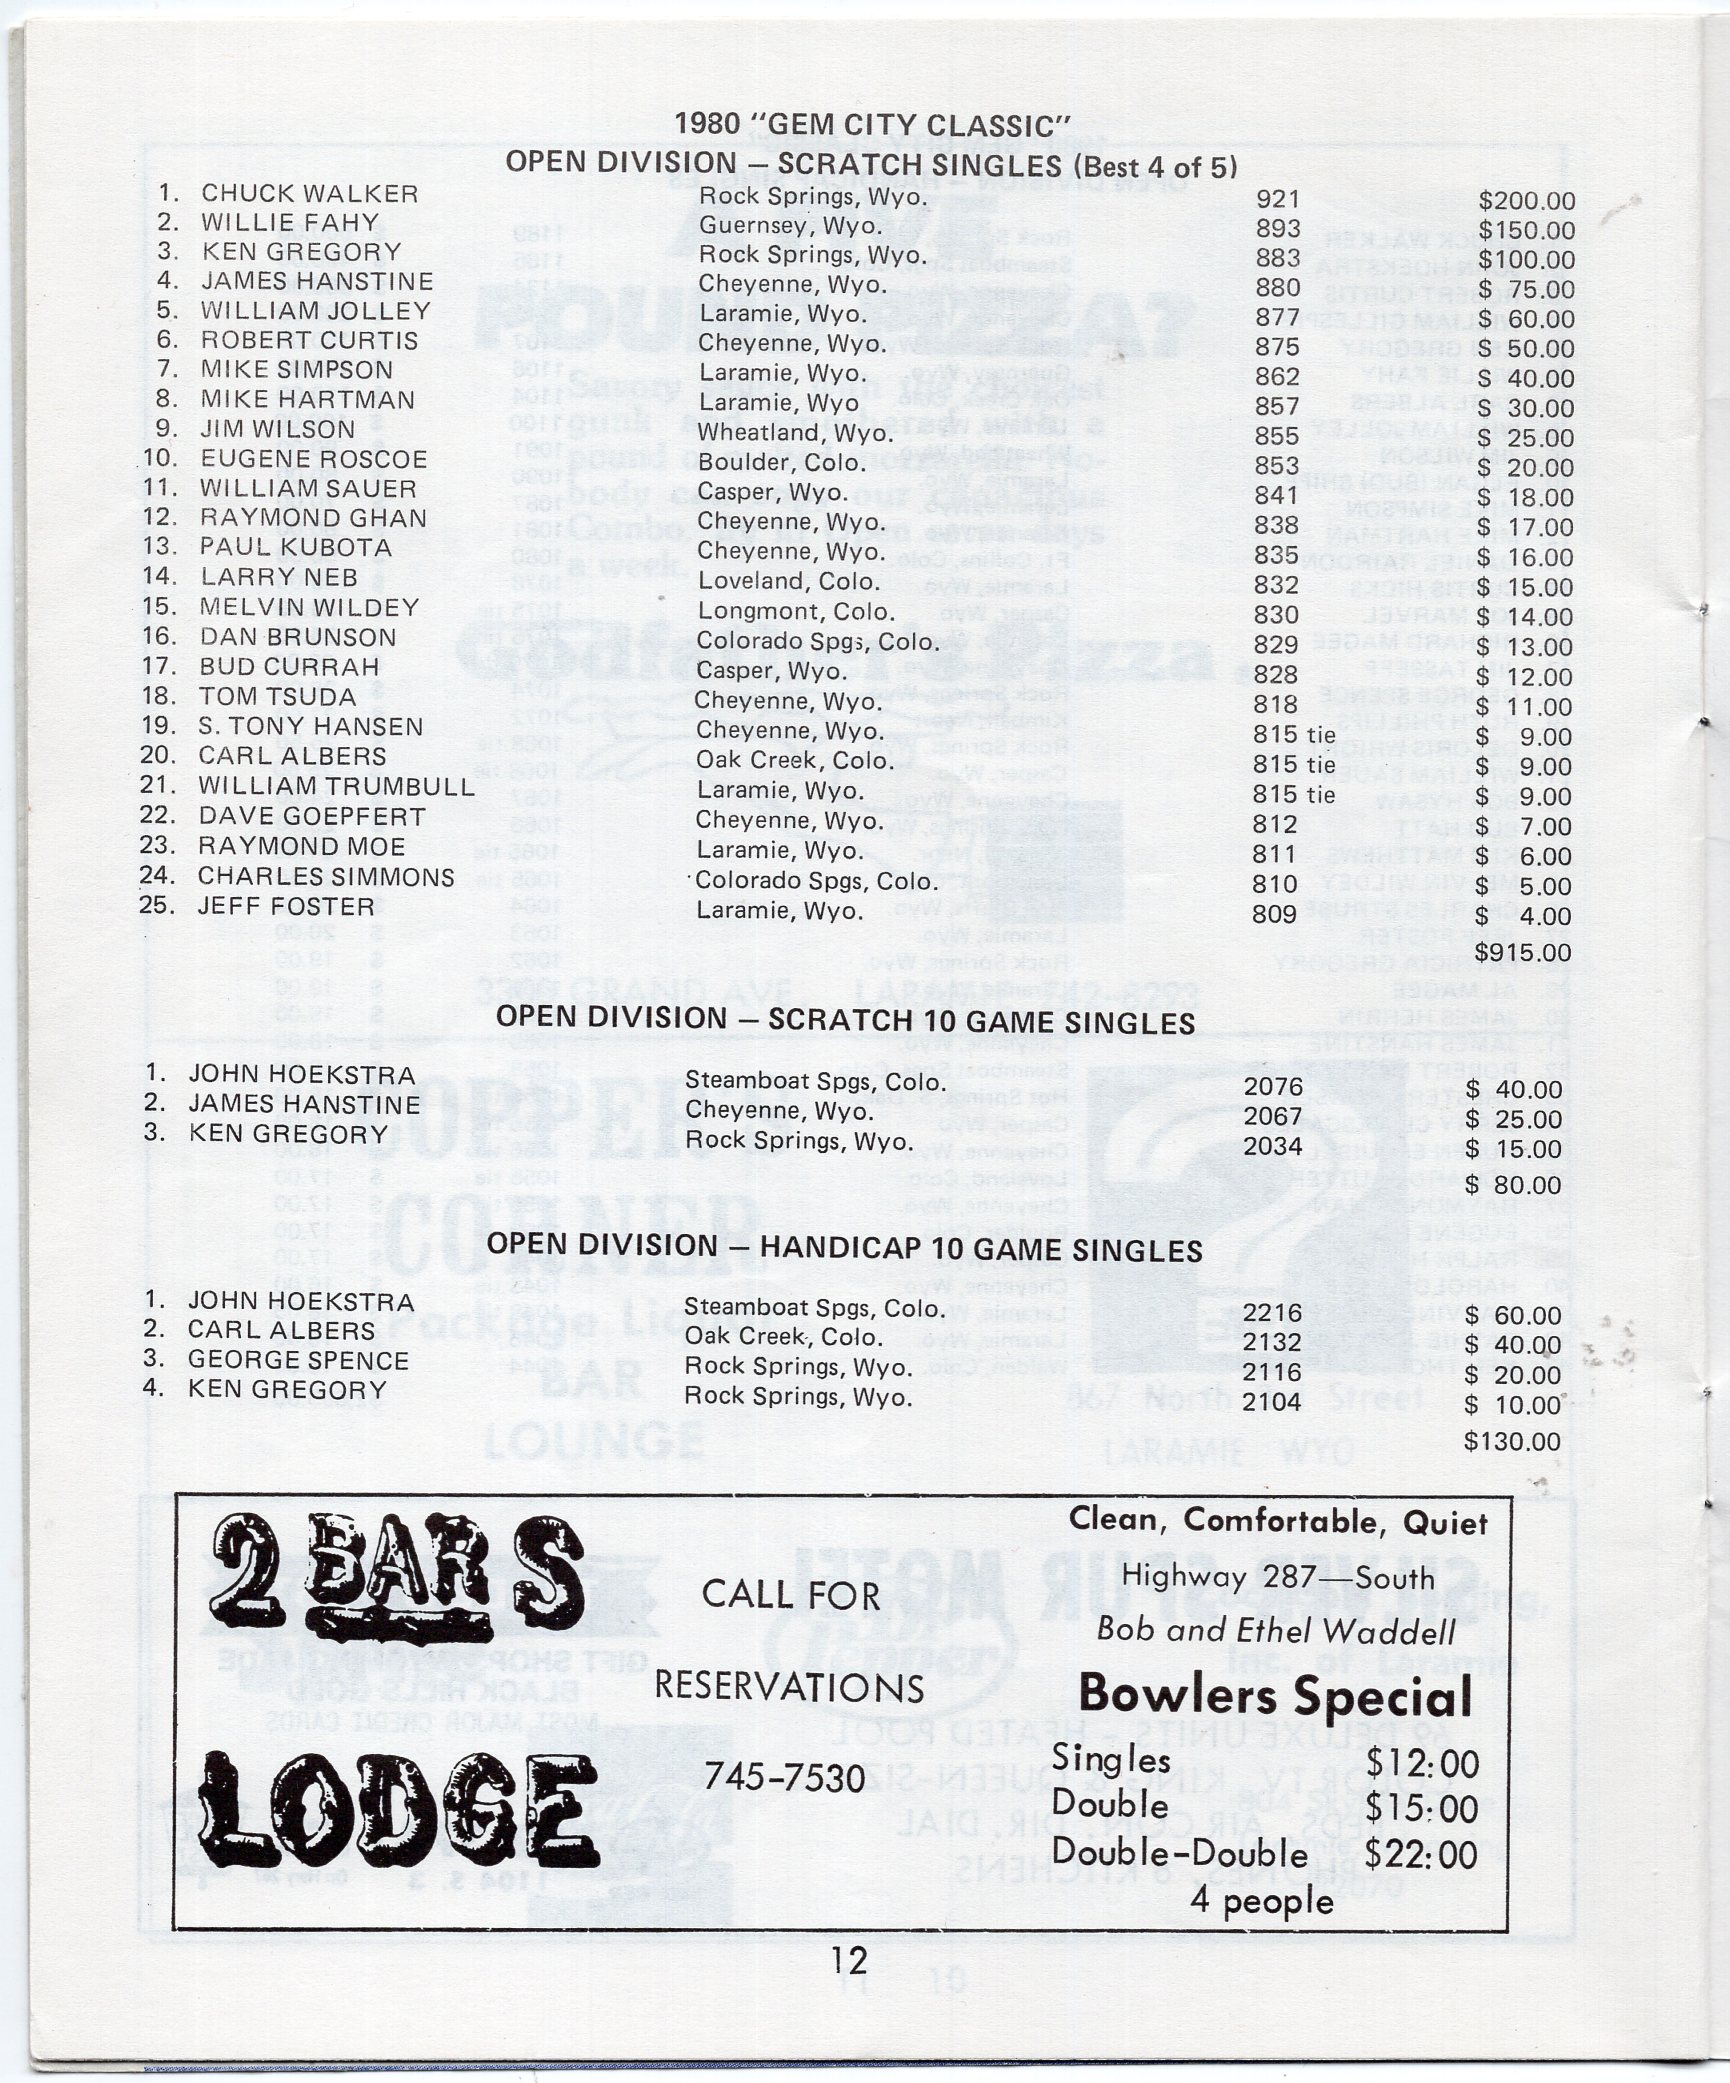 1980 "GEM CITY CLASSIC"
OPEN DIVISION — SCRATCH SINGLES (Best 4 of 5)
1. CHUCK WALKER Rock Springs, Wyo. 921 $200.00
2. WILLIE FAHY Guernsey, Wyo. 893 $150.00
3. KEN GREGORY Rock Springs, Wyo. 883 $100.00
4. JAMES HANSTINE Cheyenne, Wyo. 880 $ 75.00
5. WILLIAM JOLLEY Laramie, Wyo. 877 $ 60.00
6. ROBERT CURTIS Cheyenne, Wyo. 875 $ 50.00
7. MIKE SIMPSON Laramie, Wyo. 862 $ 40.00
8. MIKE HARTMAN Laramie, Wyo 857 $ 30.00
9. JIM WILSON Wheatland, Wyo. 855 $ 25.00
10. EUGENE ROSCOE Boulder, Colo. 853 $ 20.00
11. WILLIAM SAUER Casper, Wyo. 841 $ 18.00
12. RAYMOND GHAN Cheyenne, Wyo. 838 $ 17.00
13. PAUL KUBOTA Cheyenne, Wyo. 835 $ 16.00
14. LARRY NEB Loveland, Colo. 832 $ 15.00
15. MELVIN WILDEY Longmont, Colo. 830 $ 14.00
16. DAN BRUNSON Colorado Spgs, Colo. 829 $ 13.00
17. BUD CURRAH Casper, Wyo. 828 $ 12.00
18. TOM TSUDA Cheyenne, Wyo. 818 $ 11.00
19. S. TONY HANSEN Cheyenne, Wyo. 815 tie $ 9.00
20. CARL ALBERS Oak Creek, Colo. 815 tie $ 9.00
21. WILLIAM TRUMBULL Laramie, Wyo. 815 tie $ 9.00
22. DAVE GOEPFERT Cheyenne, Wyo. 812 $ 7.00
23. RAYMOND MOE Laramie, Wyo. 811 $ 6.00
24. CHARLES SIMMONS Colorado Spgs, Colo. 810 $ 5.00
25. JEFF FOSTER Laramie, Wyo. 809 $ 4.00
$915.00
OPEN DIVISION — SCRATCH 10 GAME SINGLES
1. JOHN HOEKSTRA Steamboat Spgs, Colo. 2076 $ 40.00
2. JAMES HANSTINE Cheyenne, Wyo. 2067 $ 25.00
3. KEN GREGORY Rock Springs, Wyo. 2034 $ 15.00
$ 80.00
OPEN DIVISION — HANDICAP 10 GAME SINGLES
1. JOHN HOEKSTRA Steamboat Spgs, Colo. 2216 $ 60.00
2. CARL ALBERS Oak Creek, Colo. 2132 $ 40.00
3. GEORGE SPENCE Rock Springs, Wyo. 2116 $ 20.00
4. KEN GREGORY Rock Springs, Wyo. 2104 $ 10.00
$130.00
2 BAR S
LODGE
CALL FOR
RESERVATIONS
745-7530
Clean, Comfortable, Quiet
Highway 287—South
Bob and Ethel Waddell
Bowlers Special
Singles $12:00
Double $15:00
Double-Double $22:00
4 people
12